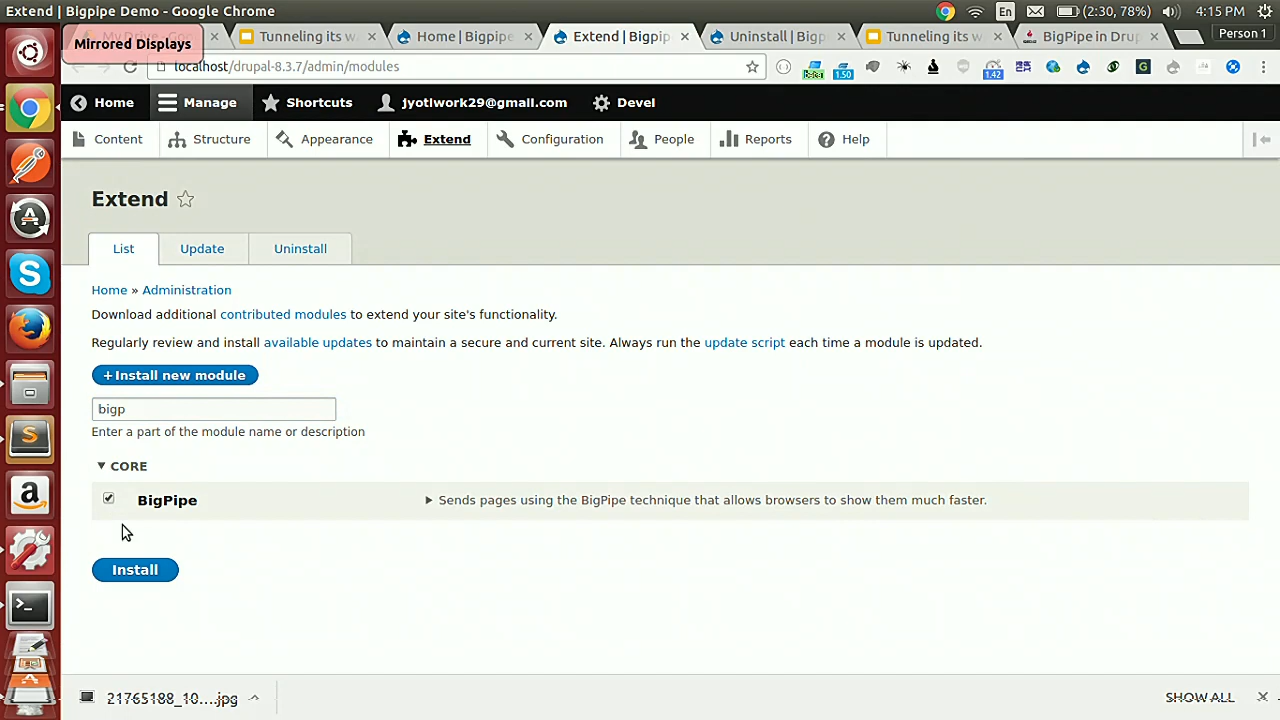 Extend | Bigpipe Demo - Google Chrome
En
(2:30, 78%)
4:15 PM
Mirrored Displays
Tunneling its w
Home | Bigpipe
Extend | Bigpip
Uninstall | Bigp
Tunneling its w
BigPipe in Drup
Person 1
localhost/drupal-8.3.7/admin/modules
Beta!
1.50
1.42
Home
Manage
Shortcuts
jyotiwork29@gmail.com
Devel
Content
Structure
Appearance
Extend
Configuration
People
Reports
Help
Extend
List
Update
Uninstall
Home » Administration
Download additional contributed modules to extend your site's functionality.
Regularly review and install available updates to maintain a secure and current site. Always run the update script each time a module is updated.
+ Install new module
bigp
Enter a part of the module name or description
▼ CORE
BigPipe
► Sends pages using the BigPipe technique that allows browsers to show them much faster.
Install
21765188_10....jpg
SHOW ALL